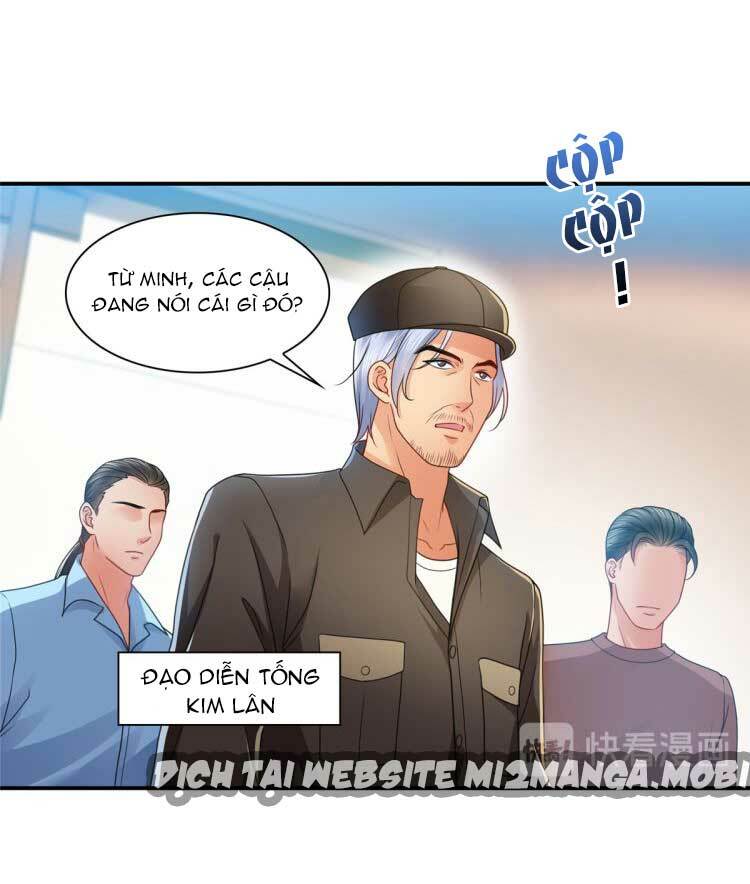 CỘP
CỘP
!
TỪ MINH, CÁC CẬU
ĐANG NÓI CÁI GÌ ĐÓ?
ĐẠO DIỄN TỐNG
KIM LÂN
快看漫画
DỊCH TẠI WEBSITE MI2MANGA.MOBI